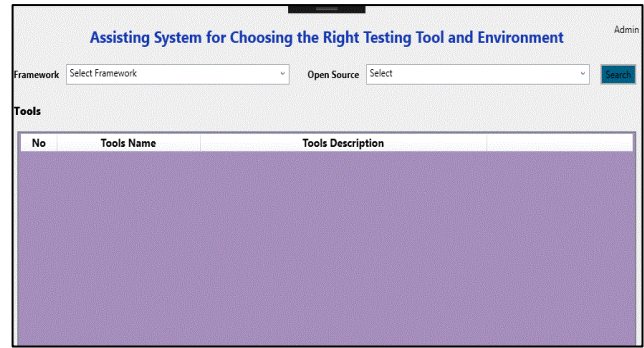 Admin
Assisting System for Choosing the Right Testing Tool and Environment
Framework Select Framework Open Source Select Search
Tools
No Tools Name Tools Description